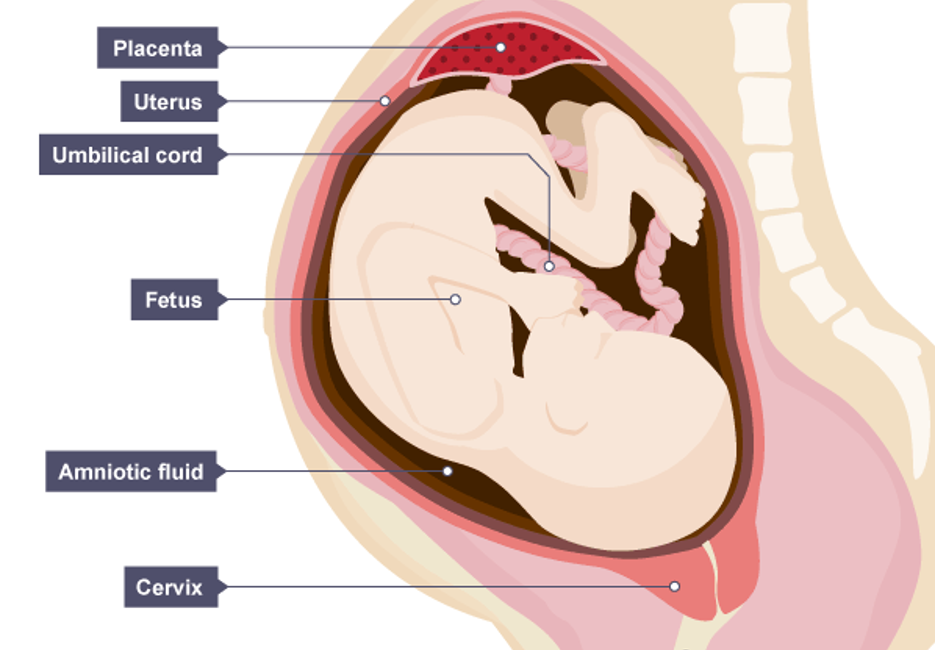 Placenta
Uterus
Umbilical cord
Fetus
Amniotic fluid
Cervix